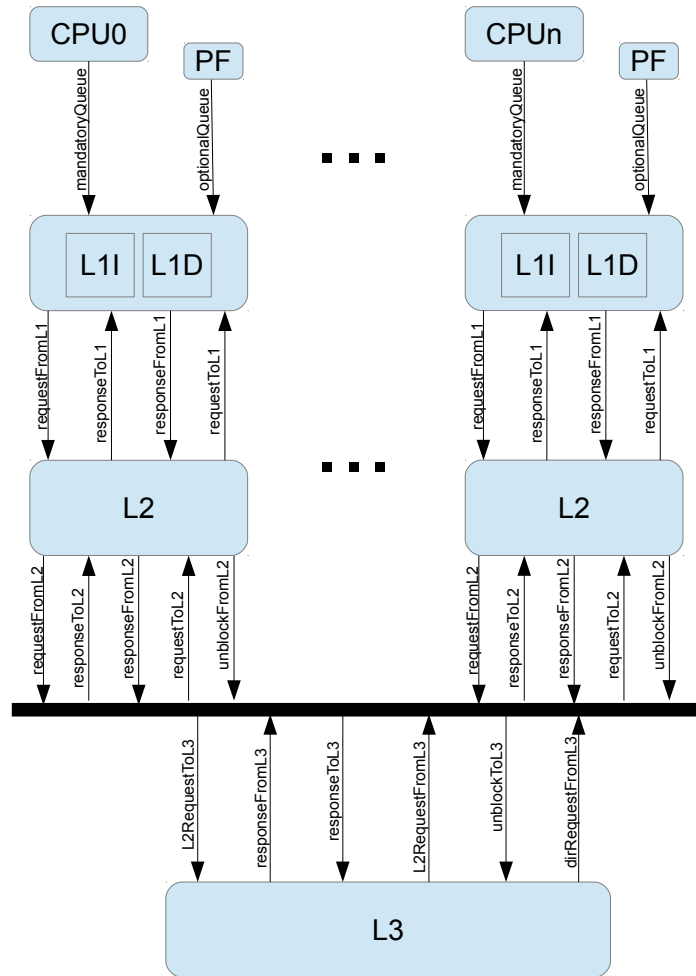 CPU0
PF
CPUn
PF
mandatoryQueue
optionalQueue
mandatoryQueue
optionalQueue
L1I
L1D
L1I
L1D
requestFromL1
responseToL1
responseFromL1
requestToL1
requestFromL1
responseToL1
responseFromL1
requestToL1
L2
L2
requestFromL2
responseToL2
responseFromL2
requestToL2
unblockFromL2
requestFromL2
responseToL2
responseFromL2
requestToL2
unblockFromL2
L2RequestToL3
responseFromL3
responseToL3
L2RequestFromL3
unblockToL3
dirRequestFromL3
L3